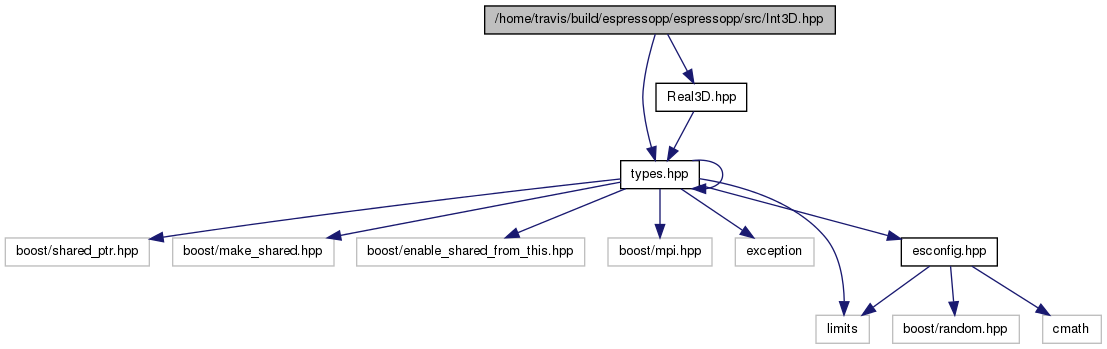 /home/travis/build/espressopp/espressopp/src/Int3D.hpp
Real3D.hpp
types.hpp
boost/shared_ptr.hpp
boost/make_shared.hpp
boost/enable_shared_from_this.hpp
boost/mpi.hpp
exception
esconfig.hpp
limits
boost/random.hpp
cmath